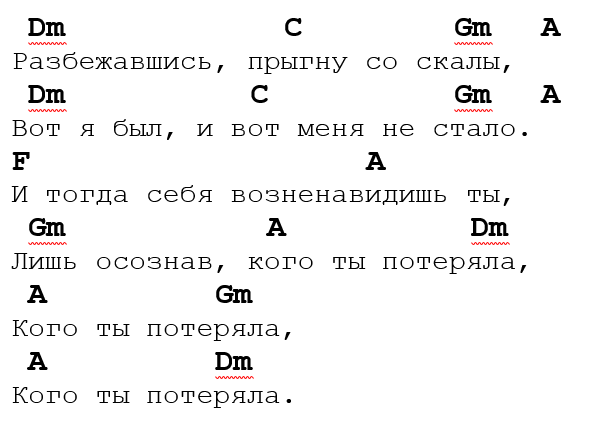 Dm C Gm A
Разбежавшись, прыгну со скалы,
Dm C Gm A
Вот я был, и вот меня не стало.
F A
И тогда себя возненавидишь ты,
Gm A Dm
Лишь осознав, кого ты потеряла,
A Gm
Кого ты потеряла,
A Dm
Кого ты потеряла.